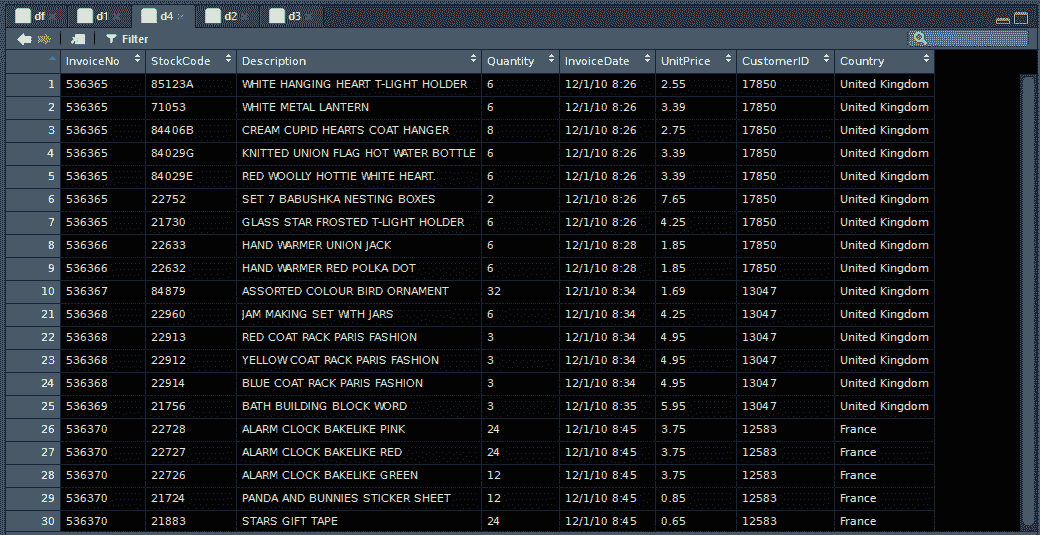 df d1 d4 d2 d3
Filter
InvoiceNo StockCode Description Quantity InvoiceDate UnitPrice CustomerID Country
1 536365 85123A WHITE HANGING HEART T-LIGHT HOLDER 6 12/1/10 8:26 2.55 17850 United Kingdom
2 536365 71053 WHITE METAL LANTERN 6 12/1/10 8:26 3.39 17850 United Kingdom
3 536365 84406B CREAM CUPID HEARTS COAT HANGER 8 12/1/10 8:26 2.75 17850 United Kingdom
4 536365 84029G KNITTED UNION FLAG HOT WATER BOTTLE 6 12/1/10 8:26 3.39 17850 United Kingdom
5 536365 84029E RED WOOLLY HOTTIE WHITE HEART. 6 12/1/10 8:26 3.39 17850 United Kingdom
6 536365 22752 SET 7 BABUSHKA NESTING BOXES 2 12/1/10 8:26 7.65 17850 United Kingdom
7 536365 21730 GLASS STAR FROSTED T-LIGHT HOLDER 6 12/1/10 8:26 4.25 17850 United Kingdom
8 536366 22633 HAND WARMER UNION JACK 6 12/1/10 8:28 1.85 17850 United Kingdom
9 536366 22632 HAND WARMER RED POLKA DOT 6 12/1/10 8:28 1.85 17850 United Kingdom
10 536367 84879 ASSORTED COLOUR BIRD ORNAMENT 32 12/1/10 8:34 1.69 13047 United Kingdom
21 536368 22960 JAM MAKING SET WITH JARS 6 12/1/10 8:34 4.25 13047 United Kingdom
22 536368 22913 RED COAT RACK PARIS FASHION 3 12/1/10 8:34 4.95 13047 United Kingdom
23 536368 22912 YELLOW COAT RACK PARIS FASHION 3 12/1/10 8:34 4.95 13047 United Kingdom
24 536368 22914 BLUE COAT RACK PARIS FASHION 3 12/1/10 8:34 4.95 13047 United Kingdom
25 536369 21756 BATH BUILDING BLOCK WORD 3 12/1/10 8:35 5.95 13047 United Kingdom
26 536370 22728 ALARM CLOCK BAKELIKE PINK 24 12/1/10 8:45 3.75 12583 France
27 536370 22727 ALARM CLOCK BAKELIKE RED 24 12/1/10 8:45 3.75 12583 France
28 536370 22726 ALARM CLOCK BAKELIKE GREEN 12 12/1/10 8:45 3.75 12583 France
29 536370 21724 PANDA AND BUNNIES STICKER SHEET 12 12/1/10 8:45 0.85 12583 France
30 536370 21883 STARS GIFT TAPE 24 12/1/10 8:45 0.65 12583 France